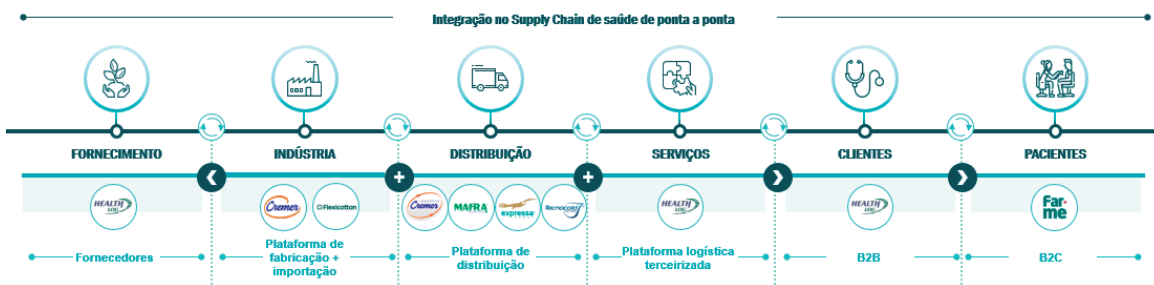 Integração no Supply Chain de saúde de ponta a ponta
FORNECIMENTO
INDÚSTRIA
DISTRIBUIÇÃO
SERVIÇOS
CLIENTES
PACIENTES
HEALTH LOG
Cremer
Flexicotton
Cremer
MAFRA
expressa
Tecnocold
HEALTH LOG
HEALTH LOG
Far.me
Fornecedores
Plataforma de
fabricação +
importação
Plataforma de
distribuição
Plataforma logística
terceirizada
B2B
B2C